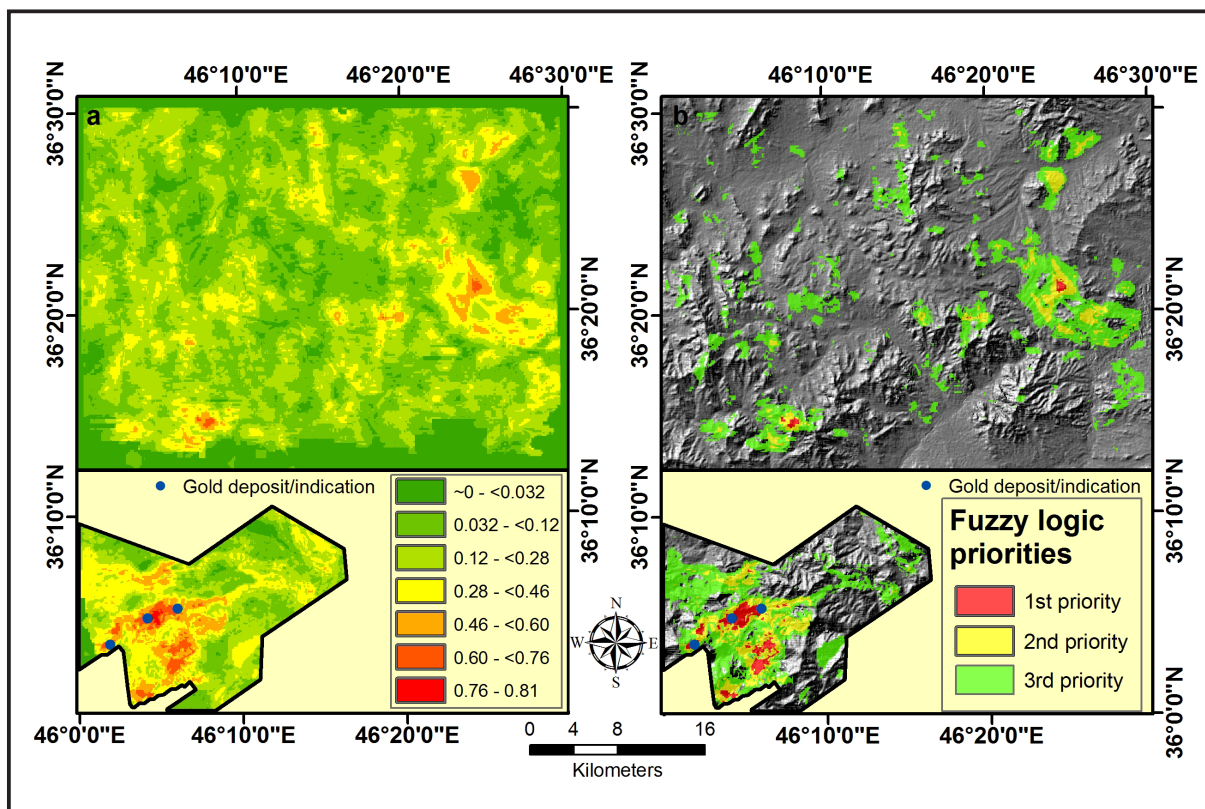 46°10'0"E 46°20'0"E 46°30'0"E
46°10'0"E 46°20'0"E 46°30'0"E
a
b
36°30'0"N
36°30'0"N
36°30'0"N
36°20'0"N
36°20'0"N
36°20'0"N
36°10'0"N
36°10'0"N
36°10'0"N
36°10'0"N
36°0'0"N
Gold deposit/indication
~0 - <0.032
0.032 - <0.12
0.12 - <0.28
0.28 - <0.46
0.46 - <0.60
0.60 - <0.76
0.76 - 0.81
Gold deposit/indication
Fuzzy logic
priorities
1st priority
2nd priority
3rd priority
N
W E
S
46°0'0"E 46°10'0"E 46°20'0"E
46°10'0"E 46°20'0"E
0 4 8 16
Kilometers